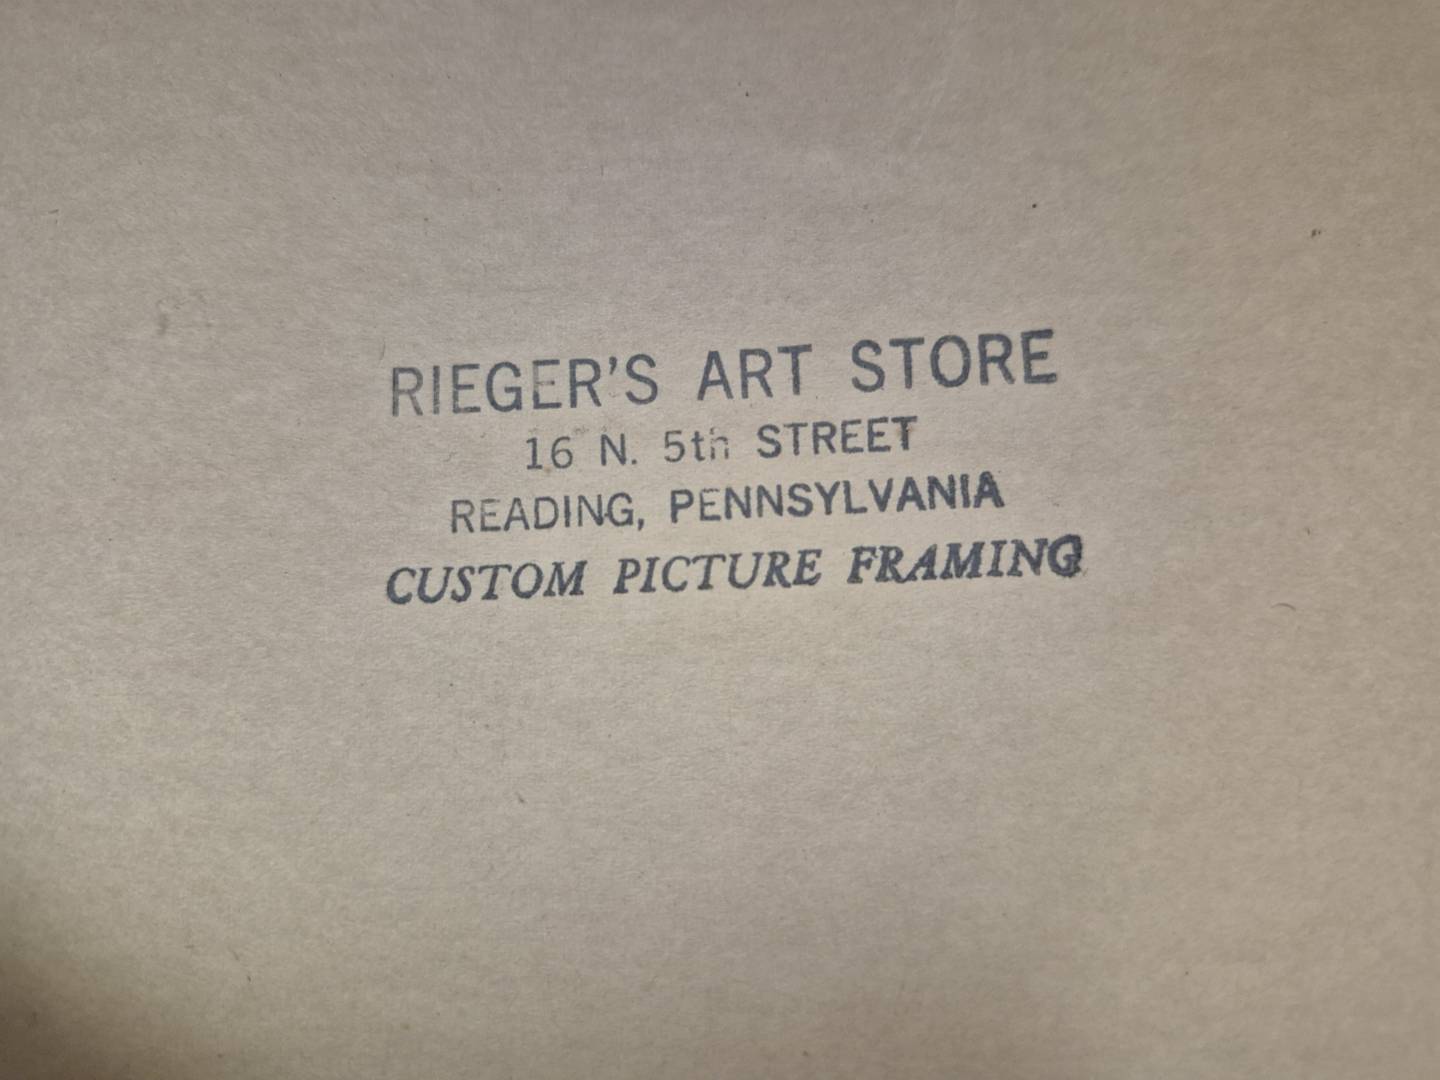 RIEGER'S ART STORE
16 N. 5th STREET
READING, PENNSYLVANIA
CUSTOM PICTURE FRAMING